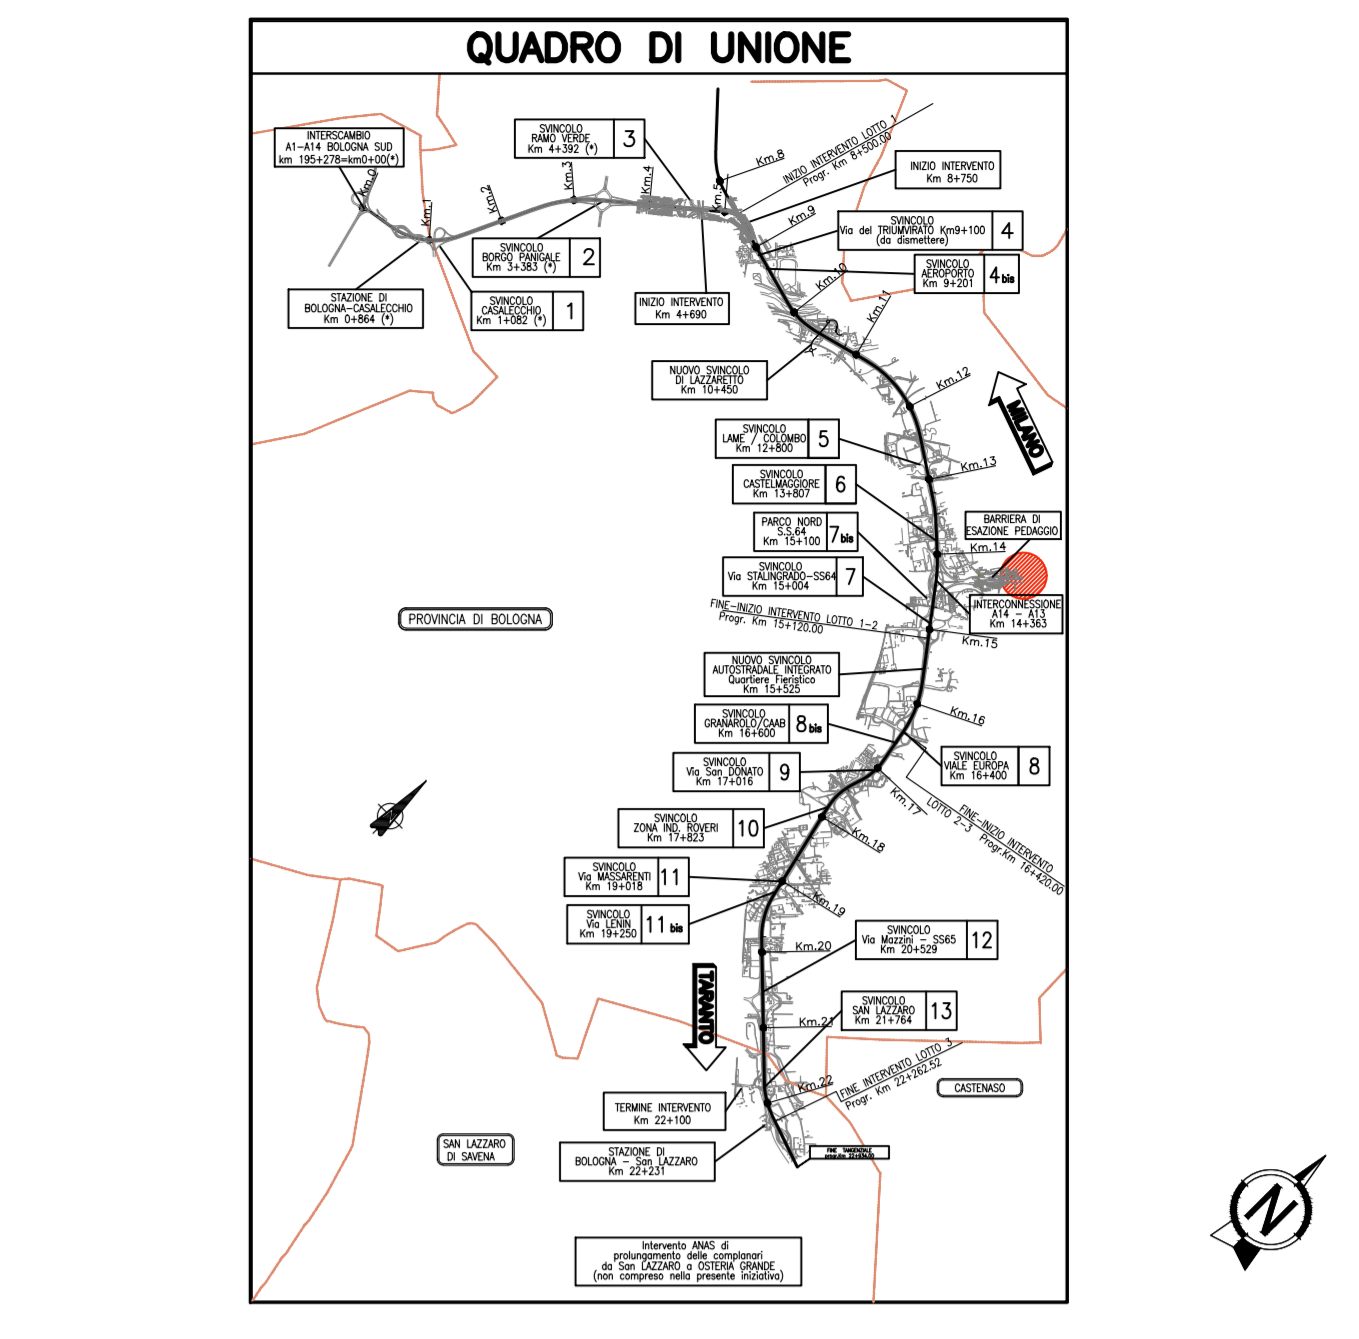 QUADRO DI UNIONE
INTERSCAMBIO
A1-A14 BOLOGNA SUD
km 195+278=km0+00(*)
Km.0
Km.1
Km.2
Km.3
Km.4
Km.5
SVINCOLO
RAMO VERDE
Km 4+392 (*)
3
Km.8
INIZIO INTERVENTO LOTTO 1
Progr. Km 8+500.00
INIZIO INTERVENTO
Km 8+750
Km.9
SVINCOLO
Via del TRIUMVIRATO Km9+100
(da dismettere)
4
SVINCOLO
AEROPORTO
Km 9+201
4bis
SVINCOLO
BORGO PANIGALE
Km 3+383 (*)
2
STAZIONE DI
BOLOGNA-CASALECCHIO
Km 0+864 (*)
SVINCOLO
CASALECCHIO
Km 1+082 (*)
1
INIZIO INTERVENTO
Km 4+690
Km.10
Km.11
NUOVO SVINCOLO
DI LAZZARETTO
Km 10+450
Km.12
MILANO
SVINCOLO
LAME / COLOMBO
Km 12+800
5
Km.13
SVINCOLO
CASTELMAGGIORE
Km 13+807
6
PARCO NORD
S.S.64
Km 15+100
7bis
BARRIERA DI
ESAZIONE PEDAGGIO
Km.14
SVINCOLO
Via STALINGRADO-SS64
Km 15+004
7
INTERCONNESSIONE
A14 - A13
Km 14+363
FINE-INIZIO INTERVENTO LOTTO 1-2
Progr. Km 15+120.00
Km.15
PROVINCIA DI BOLOGNA
NUOVO SVINCOLO
AUTOSTRADALE INTEGRATO
Quartiere Fieristico
Km 15+525
Km.16
SVINCOLO
GRANAROLO/CAAB
Km 16+600
8bis
SVINCOLO
VIALE EUROPA
Km 16+400
8
SVINCOLO
Via San DONATO
Km 17+016
9
Km.17
FINE-INIZIO INTERVENTO
LOTTO 2-3 Progr.Km 16+420.00
SVINCOLO
ZONA IND. ROVERI
Km 17+823
10
Km.18
SVINCOLO
Via MASSARENTI
Km 19+018
11
Km.19
SVINCOLO
Via LENIN
Km 19+250
11bis
SVINCOLO
Via Mazzini - SS65
Km 20+529
12
Km.20
TARANTO
SVINCOLO
SAN LAZZARO
Km 21+764
13
Km.21
FINE INTERVENTO LOTTO 3
Progr. Km 22+262.52
Km.22
CASTENASO
TERMINE INTERVENTO
Km 22+100
SAN LAZZARO
DI SAVENA
STAZIONE DI
BOLOGNA - San LAZZARO
Km 22+231
FINE TANGENZIALE
progr.Km 22+934.00
Intervento ANAS di
prolungamento delle complanari
da San LAZZARO a OSTERIA GRANDE
(non compreso nella presente iniziativa)
N